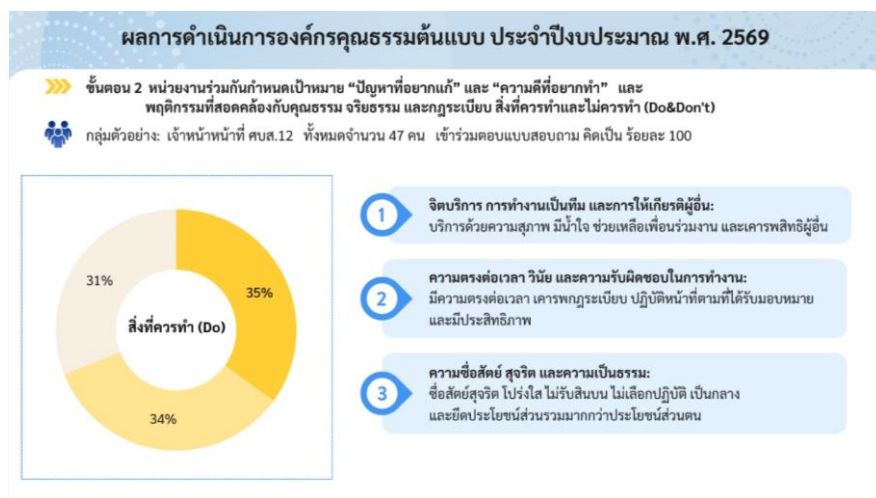 ผลการดำเนินการองค์กรคุณธรรมต้นแบบ ประจำปีงบประมาณ พ.ศ. 2569
ขั้นตอน 2 หน่วยงานร่วมกันกำหนดเป้าหมาย “ปัญหาที่อยากแก้” และ “ความดีที่อยากทำ” และ
พฤติกรรมที่สอดคล้องกับคุณธรรม จริยธรรม และกฎระเบียบ สิ่งที่ควรทำและไม่ควรทำ (Do&Don't)
กลุ่มตัวอย่าง: เจ้าหน้าหน้าที่ ศบส.12 ทั้งหมดจำนวน 47 คน เข้าร่วมตอบแบบสอบถาม คิดเป็น ร้อยละ 100
31%
35%
สิ่งที่ควรทำ (Do)
34%
1
จิตบริการ การทำงานเป็นทีม และการให้เกียรติผู้อื่น:
บริการด้วยความสุภาพ มีน้ำใจ ช่วยเหลือเพื่อนร่วมงาน และเคารพสิทธิผู้อื่น
2
ความตรงต่อเวลา วินัย และความรับผิดชอบในการทำงาน:
มีความตรงต่อเวลา เคารพกฎระเบียบ ปฏิบัติหน้าที่ตามที่ได้รับมอบหมาย
และมีประสิทธิภาพ
3
ความซื่อสัตย์ สุจริต และความเป็นธรรม:
ซื่อสัตย์สุจริต โปร่งใส ไม่รับสินบน ไม่เลือกปฏิบัติ เป็นกลาง
และยึดประโยชน์ส่วนรวมมากกว่าประโยชน์ส่วนตน